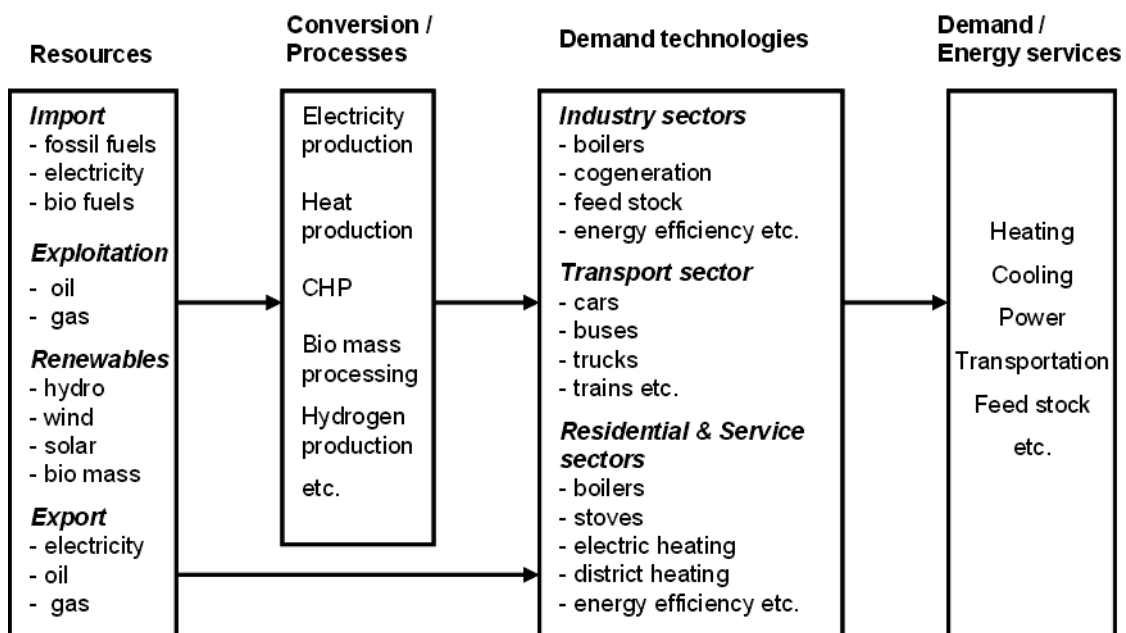 Resources
Import
- fossil fuels
- electricity
- bio fuels
Exploitation
- oil
- gas
Renewables
- hydro
- wind
- solar
- bio mass
Export
- electricity
- oil
- gas
Conversion /
Processes
Electricity
production
Heat
production
CHP
Bio mass
processing
Hydrogen
production
etc.
Demand technologies
Industry sectors
- boilers
- cogeneration
- feed stock
- energy efficiency etc.
Transport sector
- cars
- buses
- trucks
- trains etc.
Residential & Service
sectors
- boilers
- stoves
- electric heating
- district heating
- energy efficiency etc.
Demand /
Energy services
Heating
Cooling
Power
Transportation
Feed stock
etc.